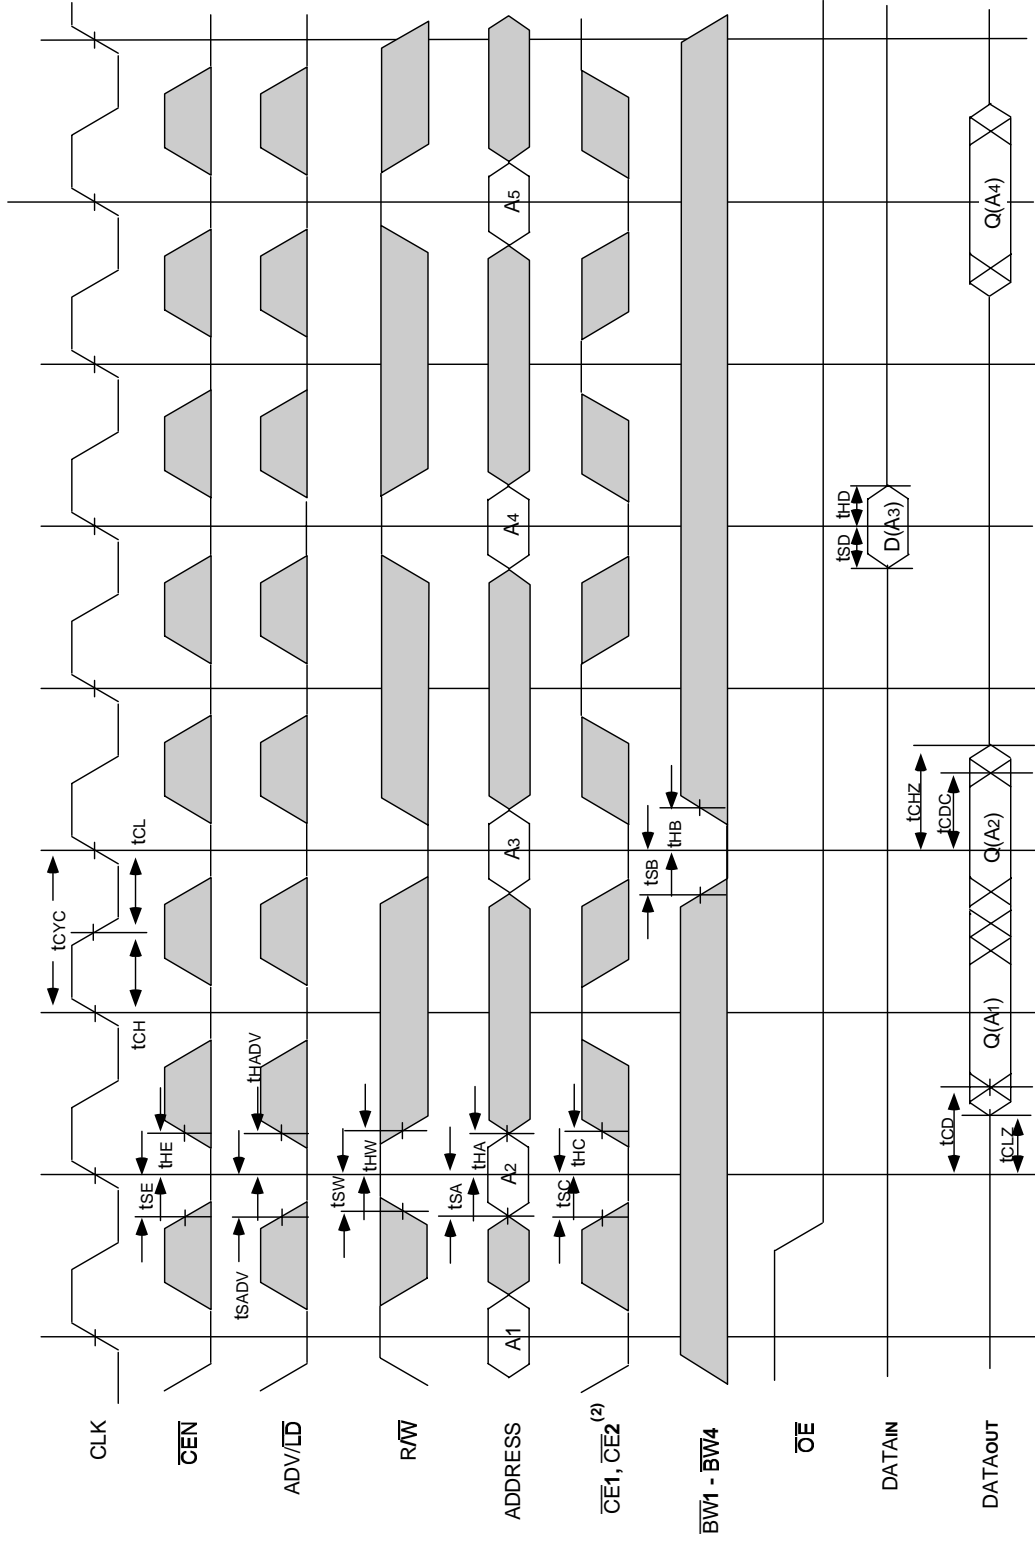 CLK
tCYC
tCH
tCL
CEN
tSE
tHE
ADV/LD
tSADV
tHADV
R/W
tSW
tHW
ADDRESS
A1
A2
A3
A4
A5
tSA
tHA
CE1, CE2(2)
tSC
tHC
BW1 - BW4
tSB
tHB
OE
DATAIN
tSD
tHD
D(A3)
DATAOUT
tCD
tCLZ
Q(A1)
Q(A2)
tCHZ
tCDC
Q(A4)